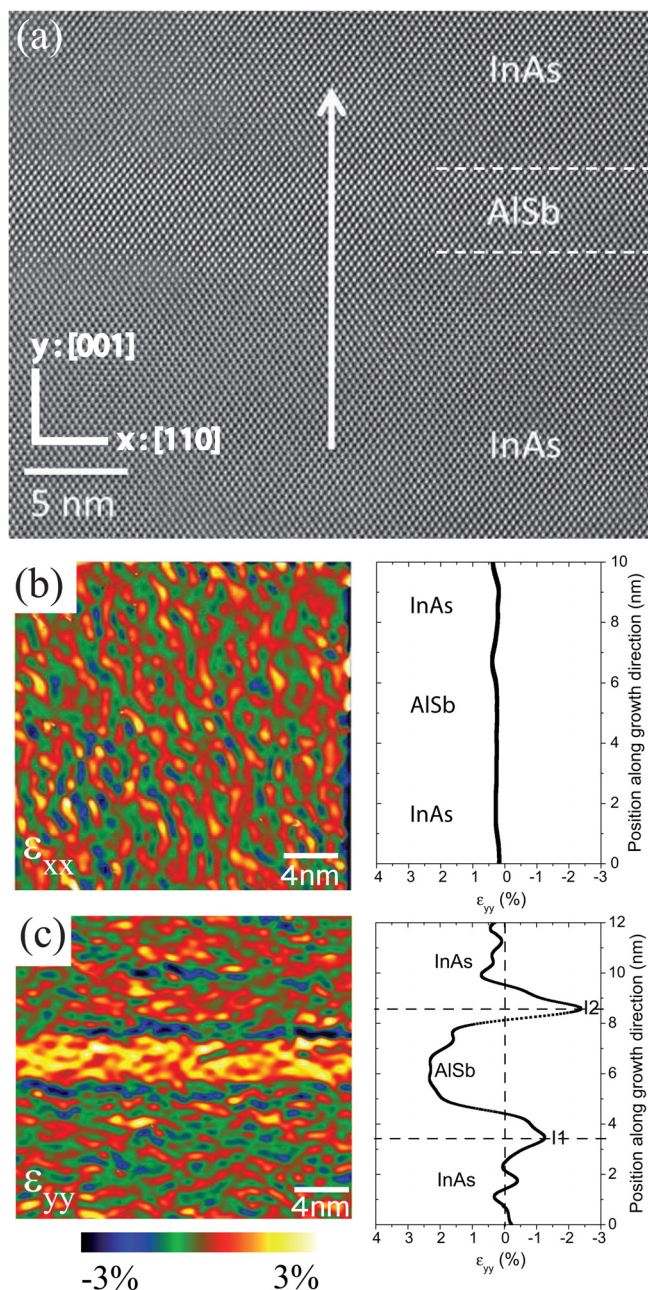 (a)
InAs
AlSb
y:[001]
x:[110]
InAs
5 nm
(b)
εxx
4nm
InAs
AlSb
InAs
10
8
6
4
2
0
Position along growth direction (nm)
4 3 2 1 0 -1 -2 -3
εyy (%)
(c)
εyy
4nm
-3% 3%
InAs
I2
AlSb
I1
InAs
12
10
8
6
4
2
0
Position along growth direction (nm)
4 3 2 1 0 -1 -2 -3
εyy (%)